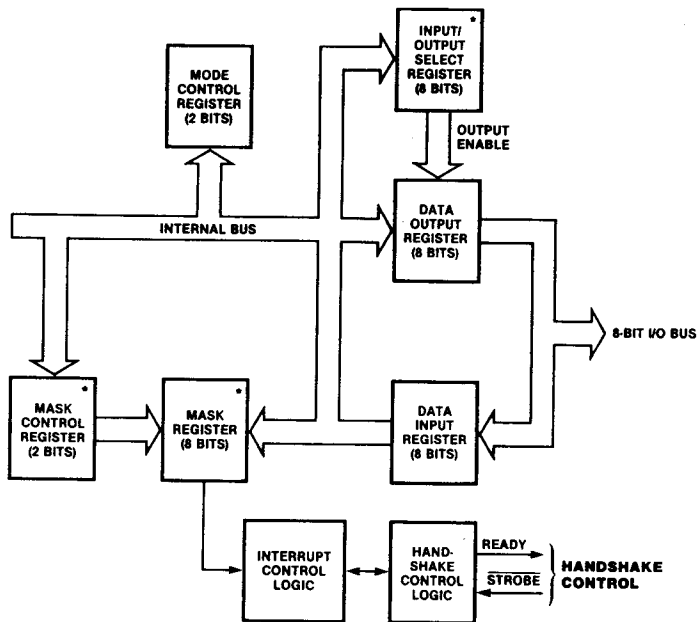 INPUT/ *
OUTPUT
SELECT
REGISTER
(8 BITS)
MODE
CONTROL
REGISTER
(2 BITS)
OUTPUT
ENABLE
DATA
OUTPUT
REGISTER
(8 BITS)
INTERNAL BUS
8-BIT I/O BUS
*
MASK
CONTROL
REGISTER
(2 BITS)
*
MASK
REGISTER
(8 BITS)
DATA
INPUT
REGISTER
(8 BITS)
INTERRUPT
CONTROL
LOGIC
HAND-
SHAKE
CONTROL
LOGIC
READY
STROBE
HANDSHAKE
CONTROL